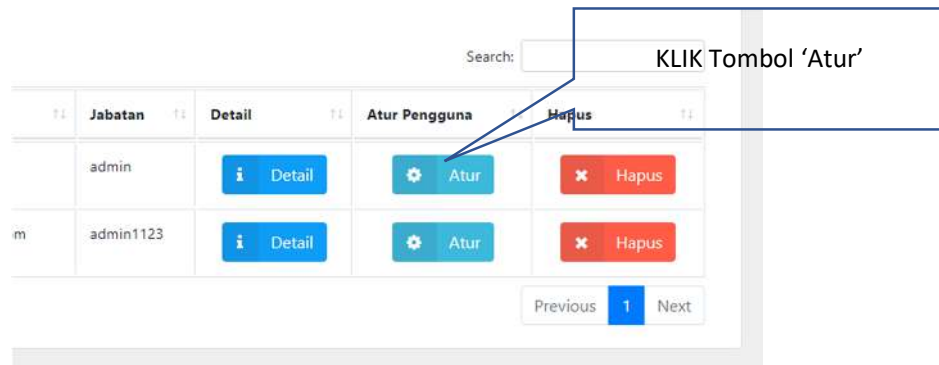 KLIK Tombol ‘Atur’
Search:
Jabatan Detail Atur Pengguna Hapus
admin Detail Atur Hapus
m admin1123 Detail Atur Hapus
Previous 1 Next